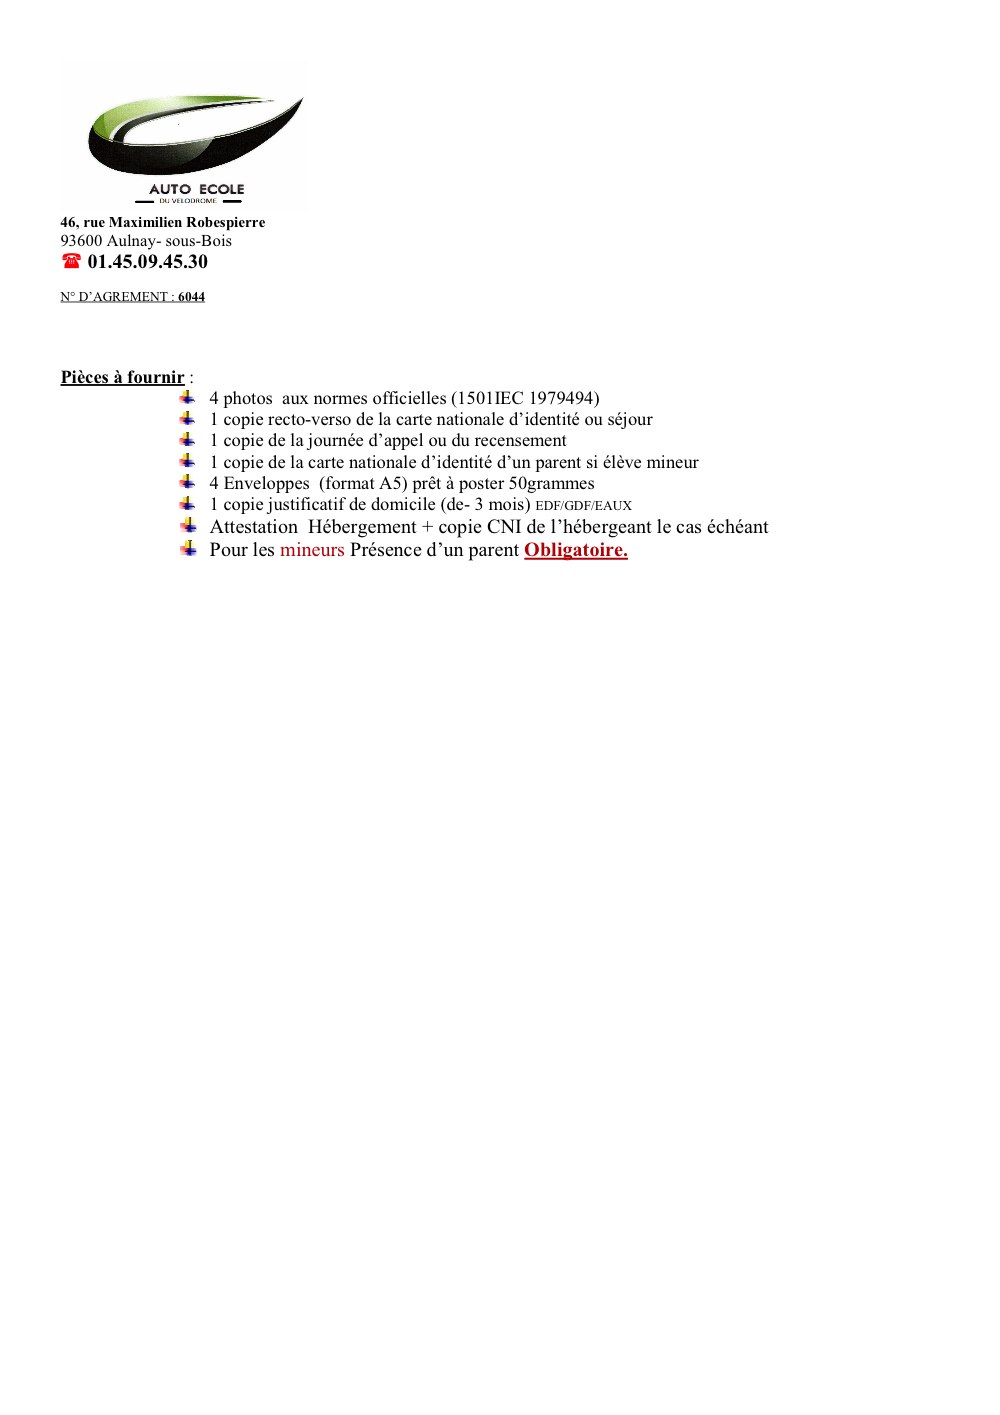 AUTO ECOLE
DU VELODROME
46, rue Maximilien Robespierre
93600 Aulnay- sous-Bois
☎ 01.45.09.45.30
N° D’AGREMENT : 6044
Pièces à fournir :
4 photos  aux normes officielles (1501IEC 1979494)
1 copie recto-verso de la carte nationale d’identité ou séjour
1 copie de la journée d’appel ou du recensement
1 copie de la carte nationale d’identité d’un parent si élève mineur
4 Enveloppes  (format A5) prêt à poster 50grammes
1 copie justificatif de domicile (de- 3 mois) EDF/GDF/EAUX
Attestation  Hébergement + copie CNI de l’hébergeant le cas échéant
Pour les mineurs Présence d’un parent Obligatoire.